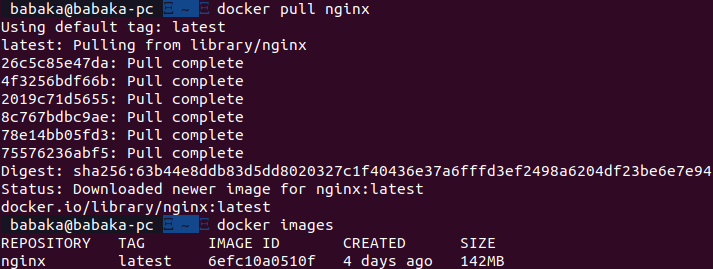 babaka@babaka-pc ~ docker pull nginx
Using default tag: latest
latest: Pulling from library/nginx
26c5c85e47da: Pull complete
4f3256bdf66b: Pull complete
2019c71d5655: Pull complete
8c767bdbc9ae: Pull complete
78e14bb05fd3: Pull complete
75576236abf5: Pull complete
Digest: sha256:63b44e8ddb83d5dd8020327c1f40436e37a6fffd3ef2498a6204df23be6e7e94
Status: Downloaded newer image for nginx:latest
docker.io/library/nginx:latest
babaka@babaka-pc ~ docker images
REPOSITORY TAG IMAGE ID CREATED SIZE
nginx latest 6efc10a0510f 4 days ago 142MB